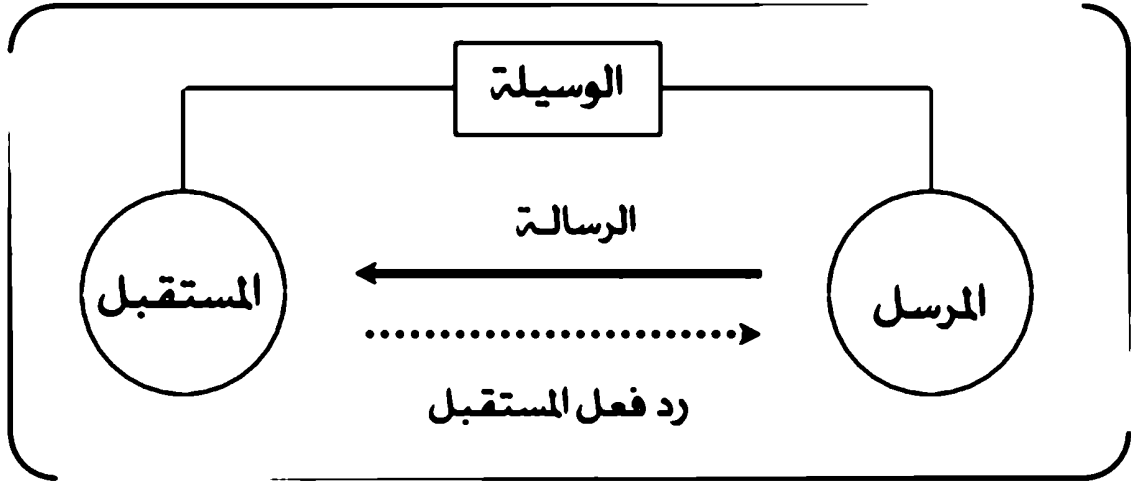 الوسيلة
الرسالة
المرسل
المستقبل
رد فعل المستقبل